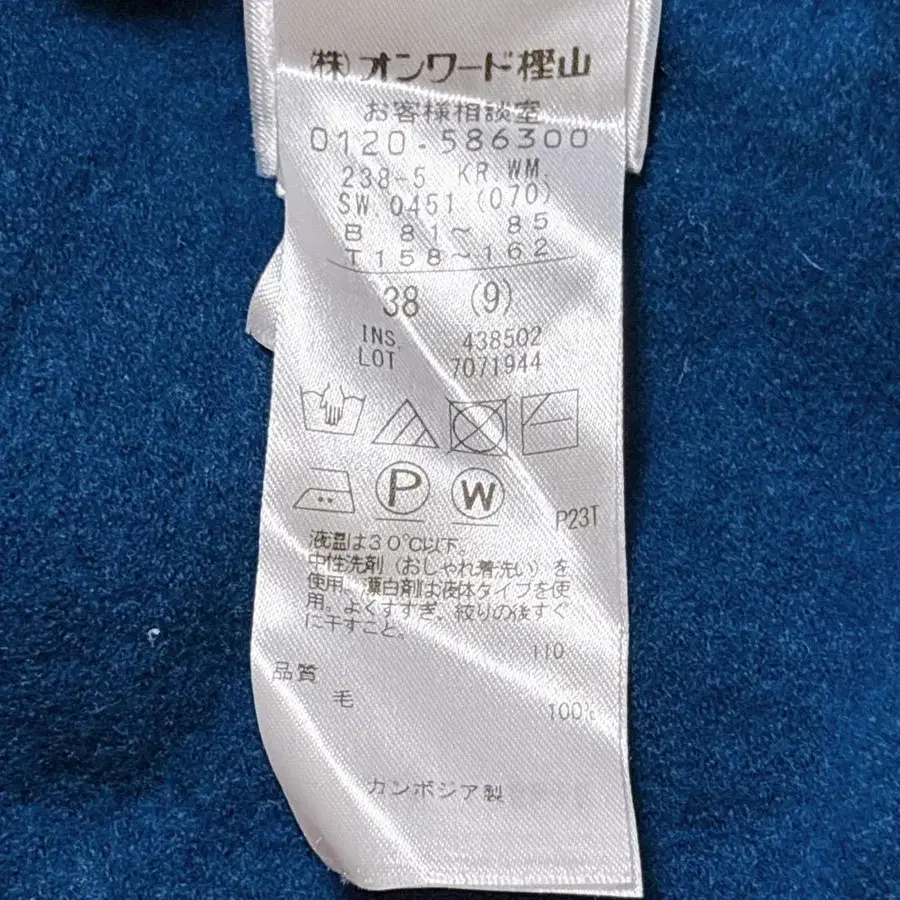 (株)オンワード樫山
お客様相談室
0120-586300
238-5 KR WM.
SW 0451 (070)
B 81～ 85
T158～162
38 (9)
INS. 438502
LOT 7071944
P
W
P23T
液温は30℃以下。
中性洗剤（おしゃれ着洗い）を
使用。漂白剤は液体タイプを使
用。よくすすぎ、絞りの後すぐ
に干すこと。
110
品質
毛 100%
カンボジア製